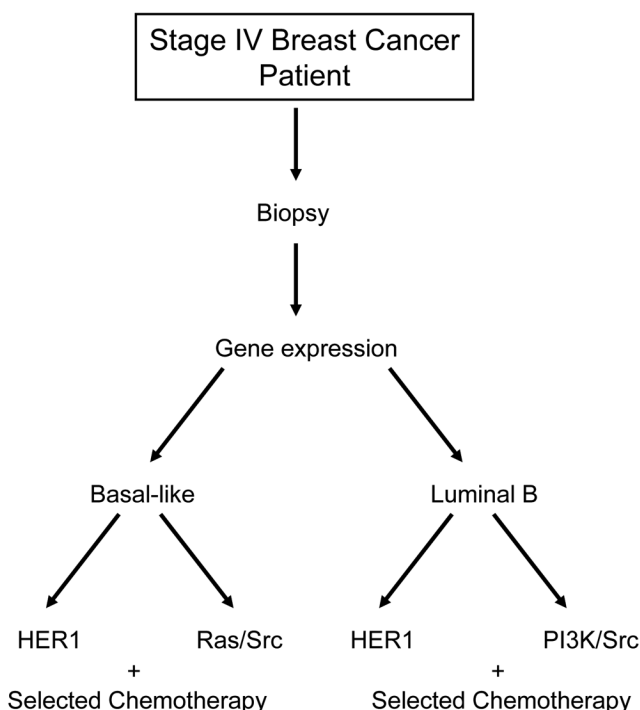 Stage IV Breast Cancer
Patient
Biopsy
Gene expression
Basal-like Luminal B
HER1 Ras/Src HER1 PI3K/Src
+ +
Selected Chemotherapy Selected Chemotherapy